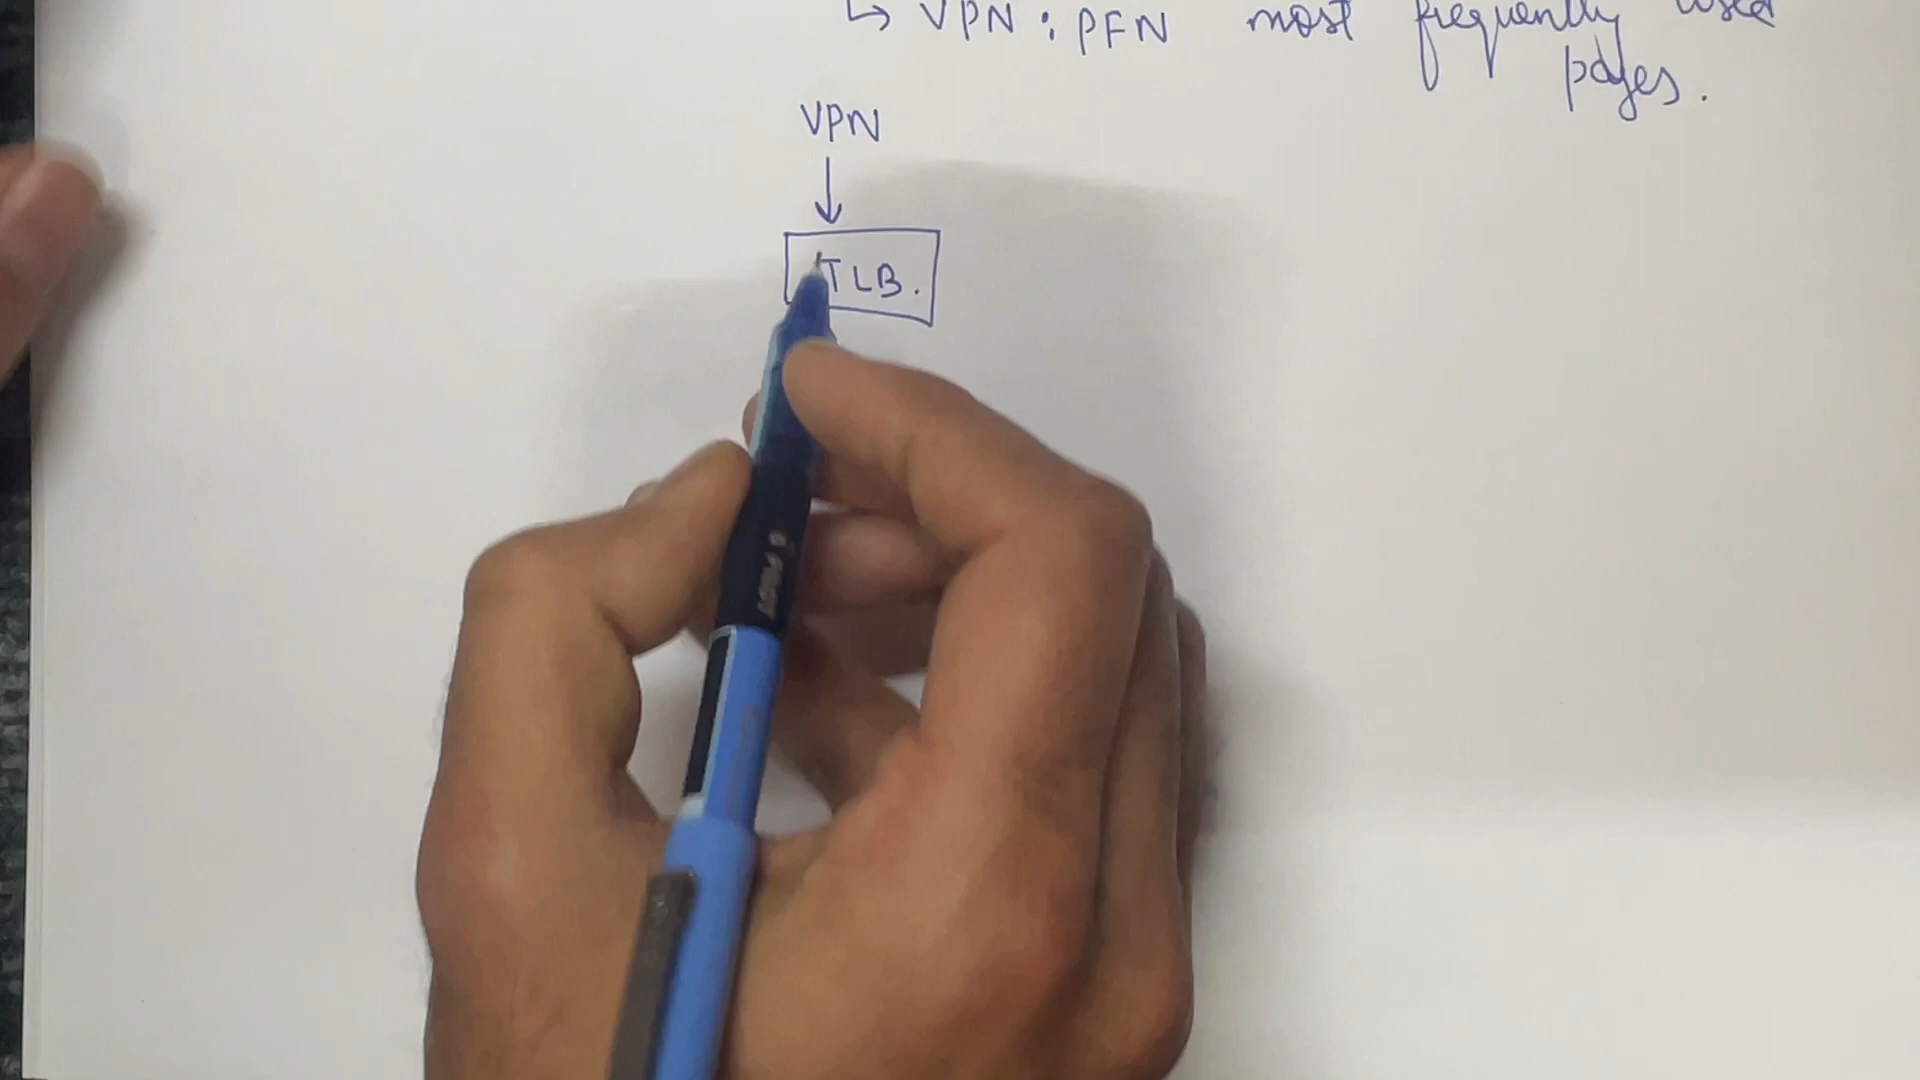 ↳ VPN : PFN most frequently used
pages.
VPN
TLB.